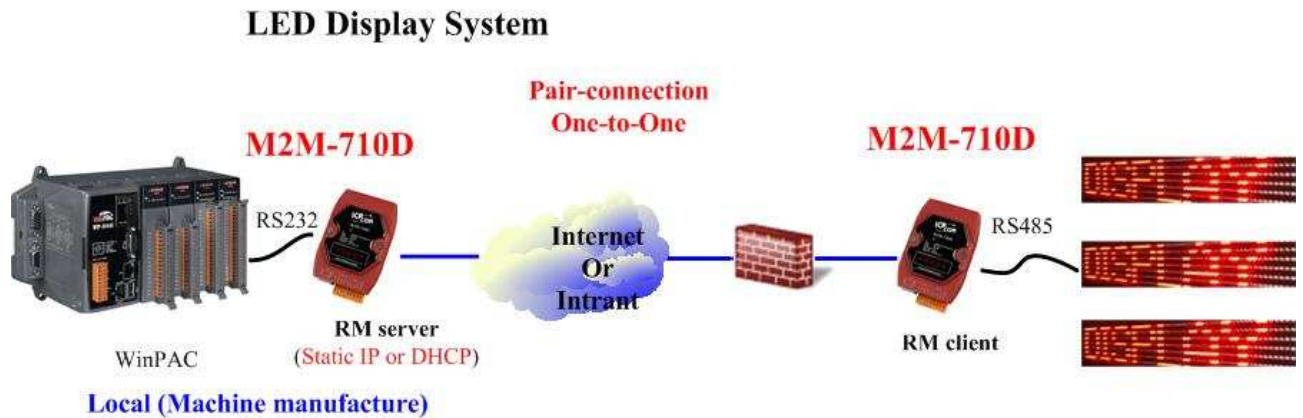 LED Display System
Pair-connection
One-to-One
M2M-710D
M2M-710D
RS232
RS485
Internet
Or
Intrant
RM server
(Static IP or DHCP)
RM client
WinPAC
Local (Machine manufacture)